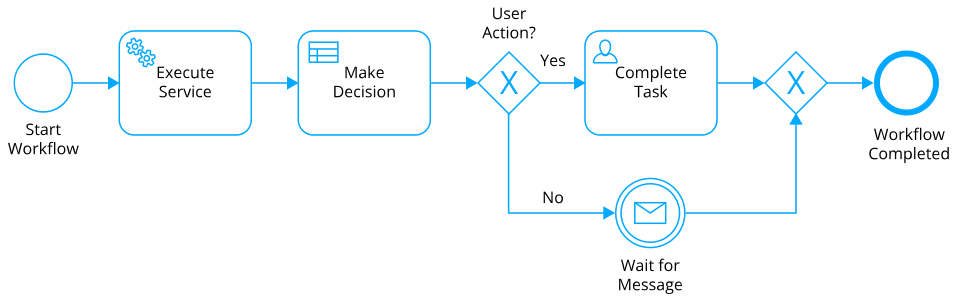 Start
Workflow
Execute
Service
Make
Decision
User
Action?
Yes
Complete
Task
No
Wait for
Message
Workflow
Completed